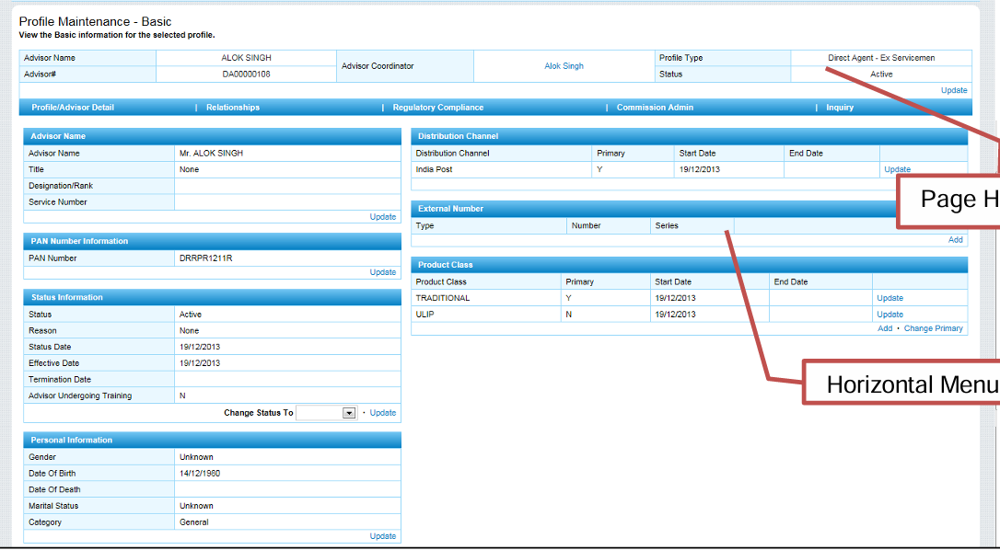 Profile Maintenance - Basic
View the Basic information for the selected profile.
Advisor Name ALOK SINGH Advisor Coordinator Alok Singh Profile Type Direct Agent - Ex Servicemen
Advisor# DA00000108 Status Active
Update
Profile/Advisor Detail | Relationships | Regulatory Compliance | Commission Admin | Inquiry
Advisor Name
Advisor Name Mr. ALOK SINGH
Title None
Designation/Rank
Service Number
Update
PAN Number Information
PAN Number DRRPR1211R
Update
Status Information
Status Active
Reason None
Status Date 19/12/2013
Effective Date 19/12/2013
Termination Date
Advisor Undergoing Training N
Change Status To · Update
Personal Information
Gender Unknown
Date Of Birth 14/12/1980
Date Of Death
Marital Status Unknown
Category General
Update
Distribution Channel
Distribution Channel Primary Start Date End Date
India Post Y 19/12/2013 Update
External Number
Type Number Series
Add
Product Class
Product Class Primary Start Date End Date
TRADITIONAL Y 19/12/2013 Update
ULIP N 19/12/2013 Update
Add · Change Primary
Page H
Horizontal Menu